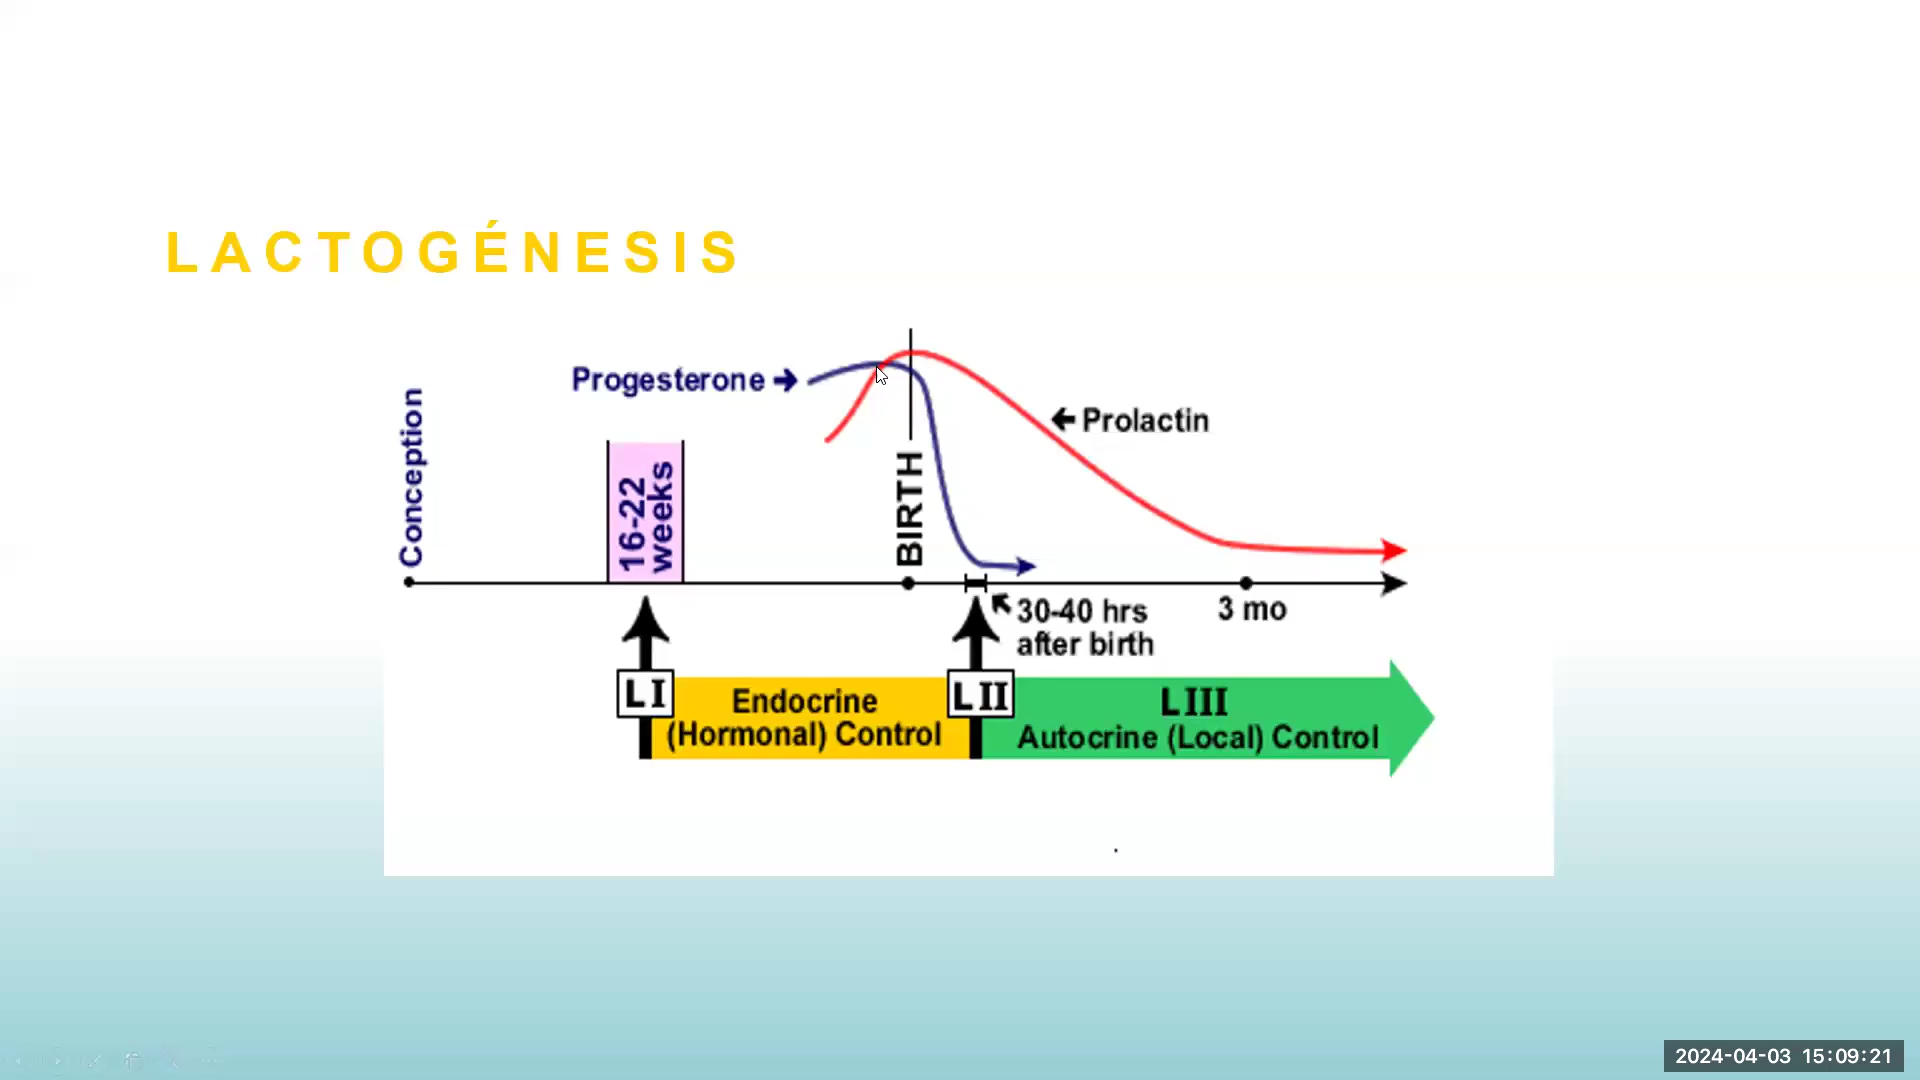 LACTOGÉNESIS
Progesterone
Prolactin
Conception
16-22
weeks
BIRTH
30-40 hrs
after birth
3 mo
L I
Endocrine
(Hormonal) Control
L II
L III
Autocrine (Local) Control
2024-04-03 15:09:21